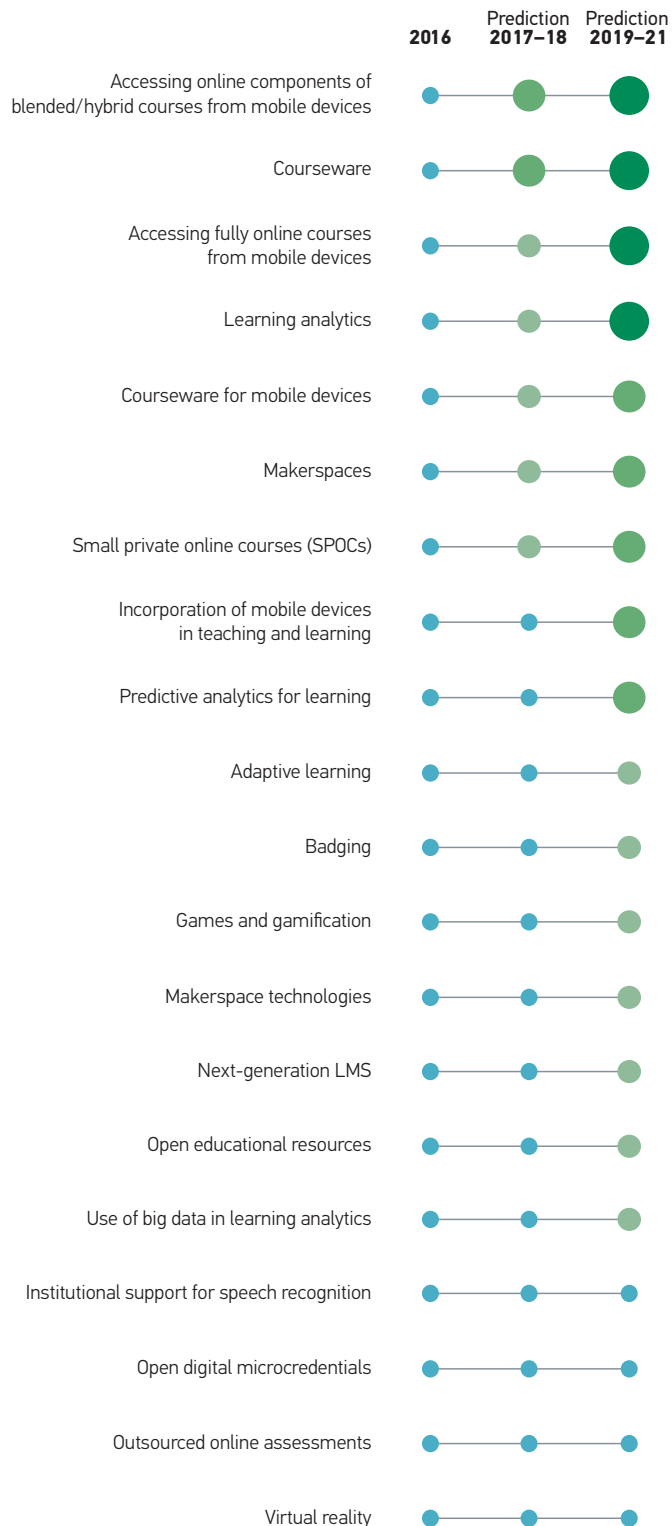 Prediction Prediction
2016 2017–18 2019–21
Accessing online components of
blended/hybrid courses from mobile devices
Courseware
Accessing fully online courses
from mobile devices
Learning analytics
Courseware for mobile devices
Makerspaces
Small private online courses (SPOCs)
Incorporation of mobile devices
in teaching and learning
Predictive analytics for learning
Adaptive learning
Badging
Games and gamification
Makerspace technologies
Next-generation LMS
Open educational resources
Use of big data in learning analytics
Institutional support for speech recognition
Open digital microcredentials
Outsourced online assessments
Virtual reality